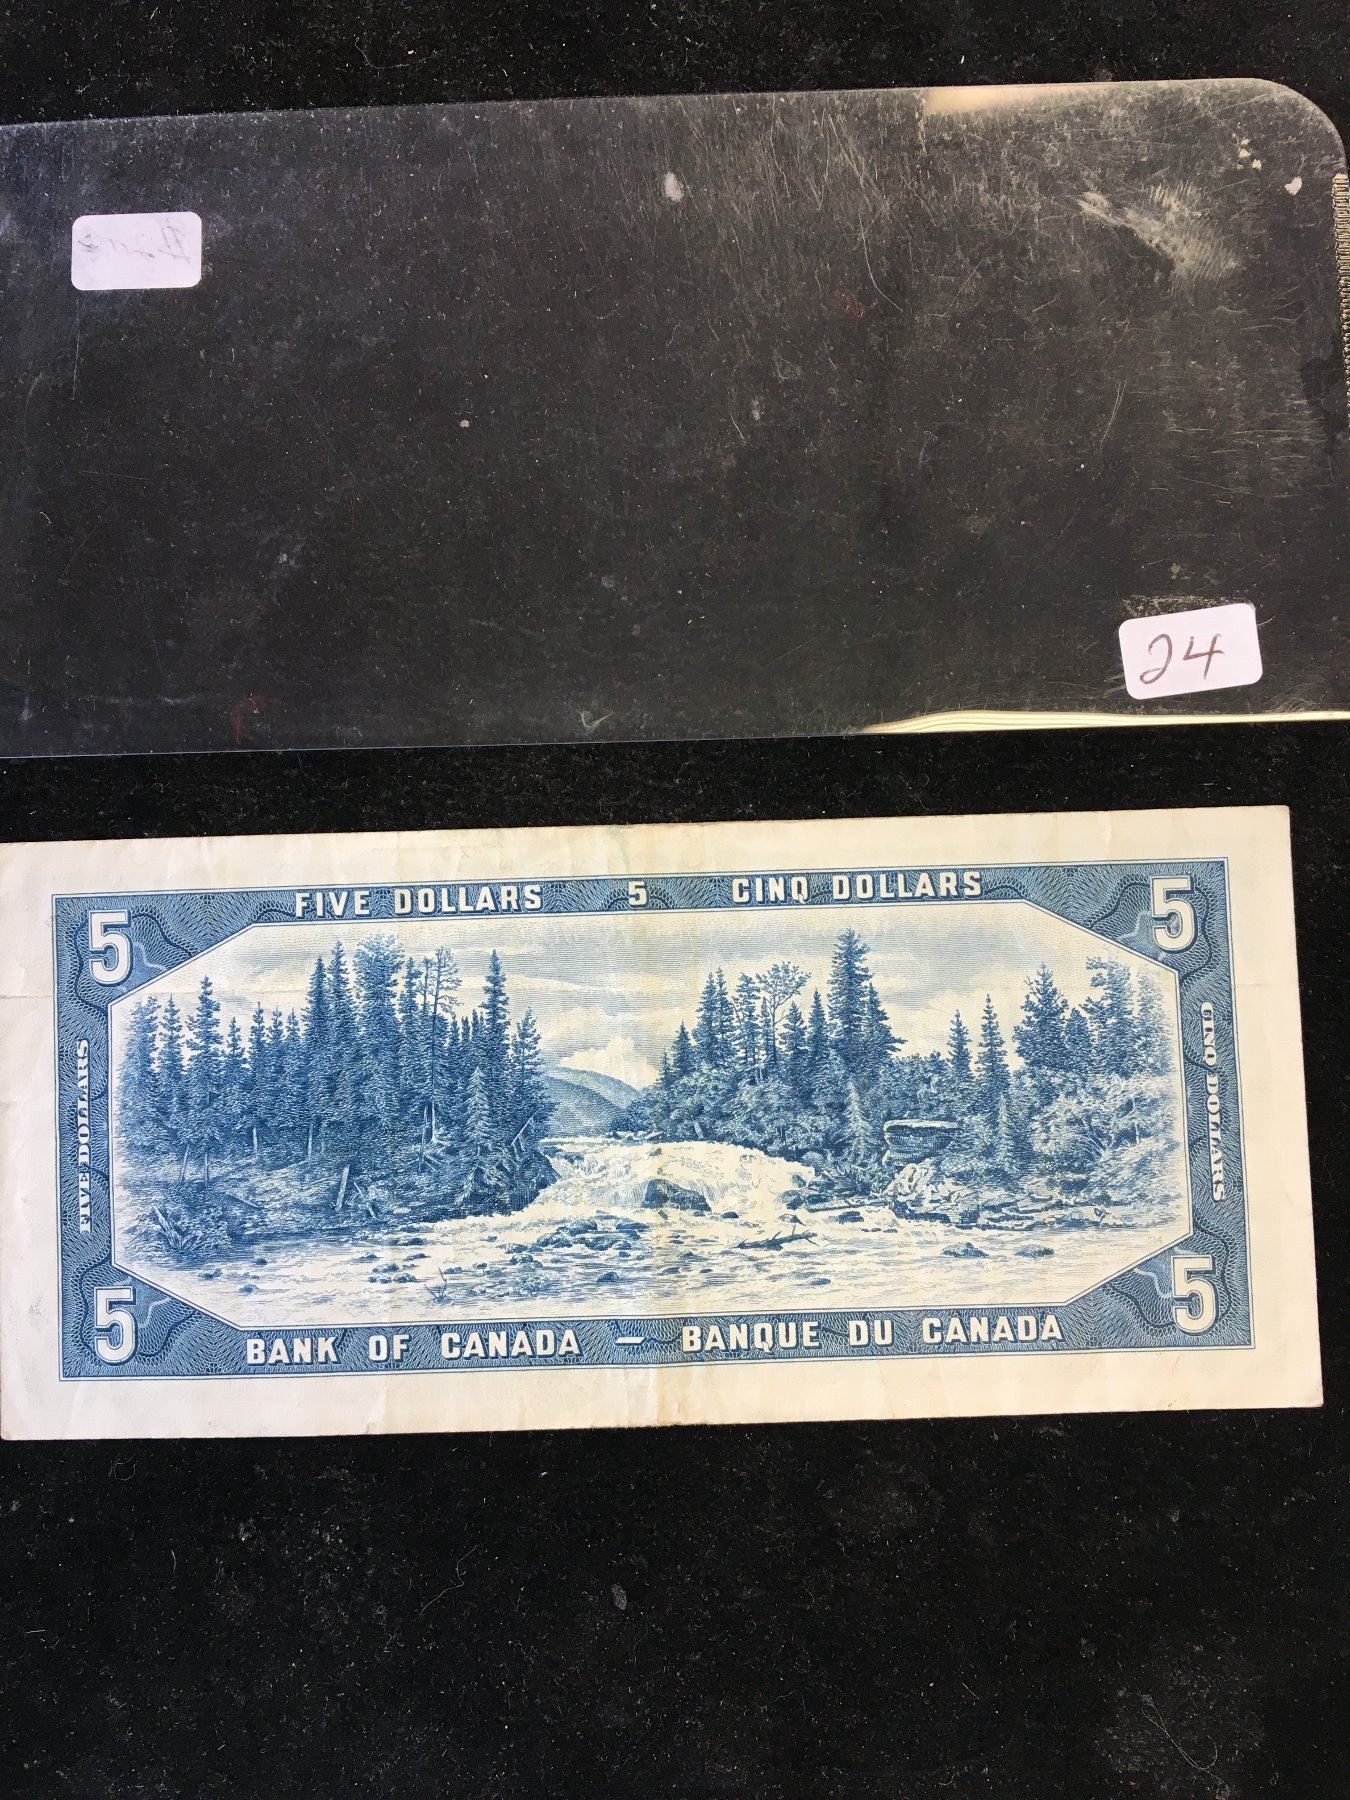 24
FIVE DOLLARS 5 CINQ DOLLARS
5 5
FIVE DOLLARS
CINQ DOLLARS
5 5
BANK OF CANADA — BANQUE DU CANADA